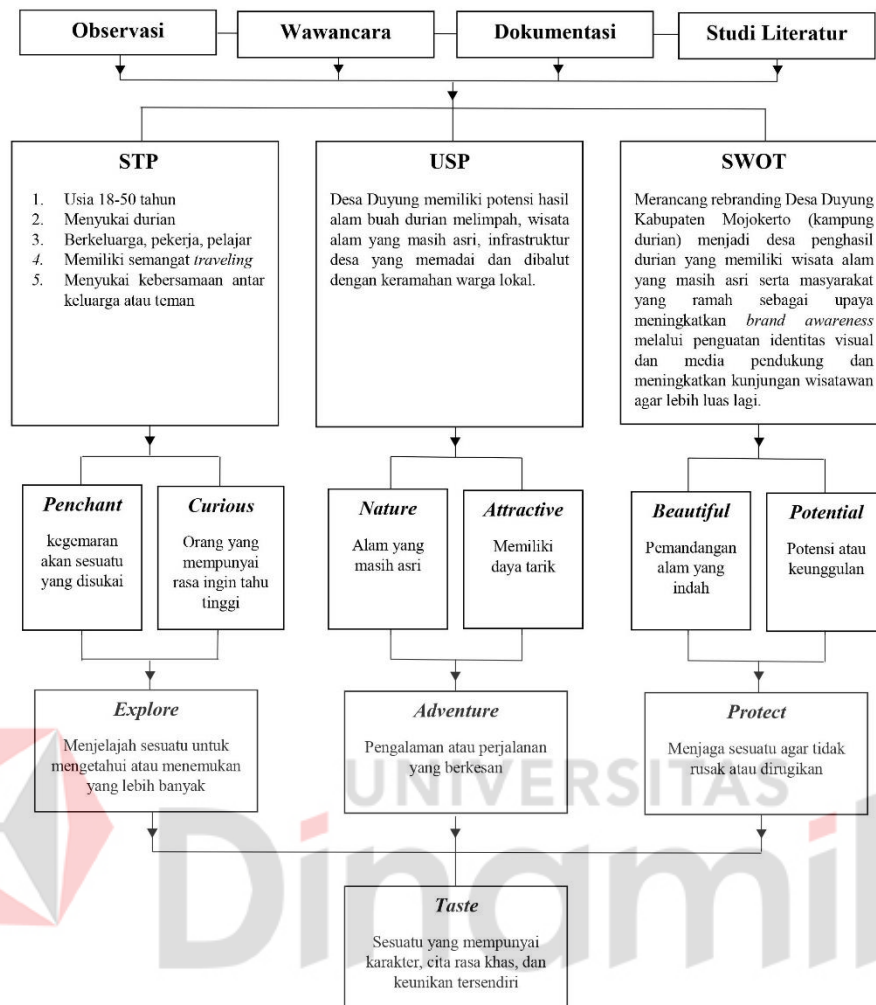 Observasi
Wawancara
Dokumentasi
Studi Literatur
STP
1. Usia 18-50 tahun
2. Menyukai durian
3. Berkeluarga, pekerja, pelajar
4. Memiliki semangat traveling
5. Menyukai kebersamaan antar
keluarga atau teman
USP
Desa Duyung memiliki potensi hasil
alam buah durian melimpah, wisata
alam yang masih asri, infrastruktur
desa yang memadai dan dibalut
dengan keramahan warga lokal.
SWOT
Merancang rebranding Desa Duyung
Kabupaten Mojokerto (kampung
durian) menjadi desa penghasil
durian yang memiliki wisata alam
yang masih asri serta masyarakat
yang ramah sebagai upaya
meningkatkan brand awareness
melalui penguatan identitas visual
dan media pendukung dan
meningkatkan kunjungan wisatawan
agar lebih luas lagi.
Penchant
kegemaran
akan sesuatu
yang disukai
Curious
Orang yang
mempunyai
rasa ingin tahu
tinggi
Nature
Alam yang
masih asri
Attractive
Memiliki
daya tarik
Beautiful
Pemandangan
alam yang
indah
Potential
Potensi atau
keunggulan
Explore
Menjelajah sesuatu untuk
mengetahui atau menemukan
yang lebih banyak
Adventure
Pengalaman atau perjalanan
yang berkesan
Protect
Menjaga sesuatu agar tidak
rusak atau dirugikan
UNIVERSITAS
Dinamik
Taste
Sesuatu yang mempunyai
karakter, cita rasa khas, dan
keunikan tersendiri